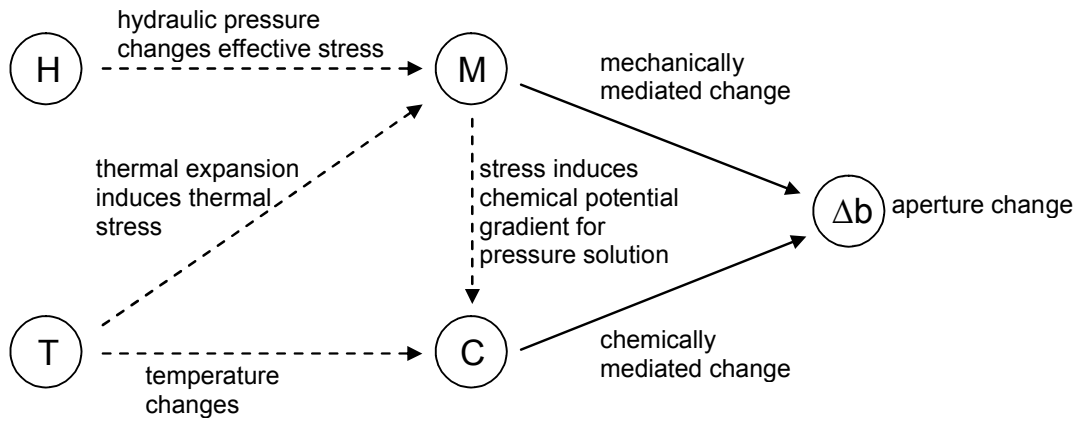 hydraulic pressure
changes effective stress
H
M
mechanically
mediated change
thermal expansion
induces thermal
stress
stress induces
chemical potential
gradient for
pressure solution
Δb
aperture change
T
C
temperature
changes
chemically
mediated change